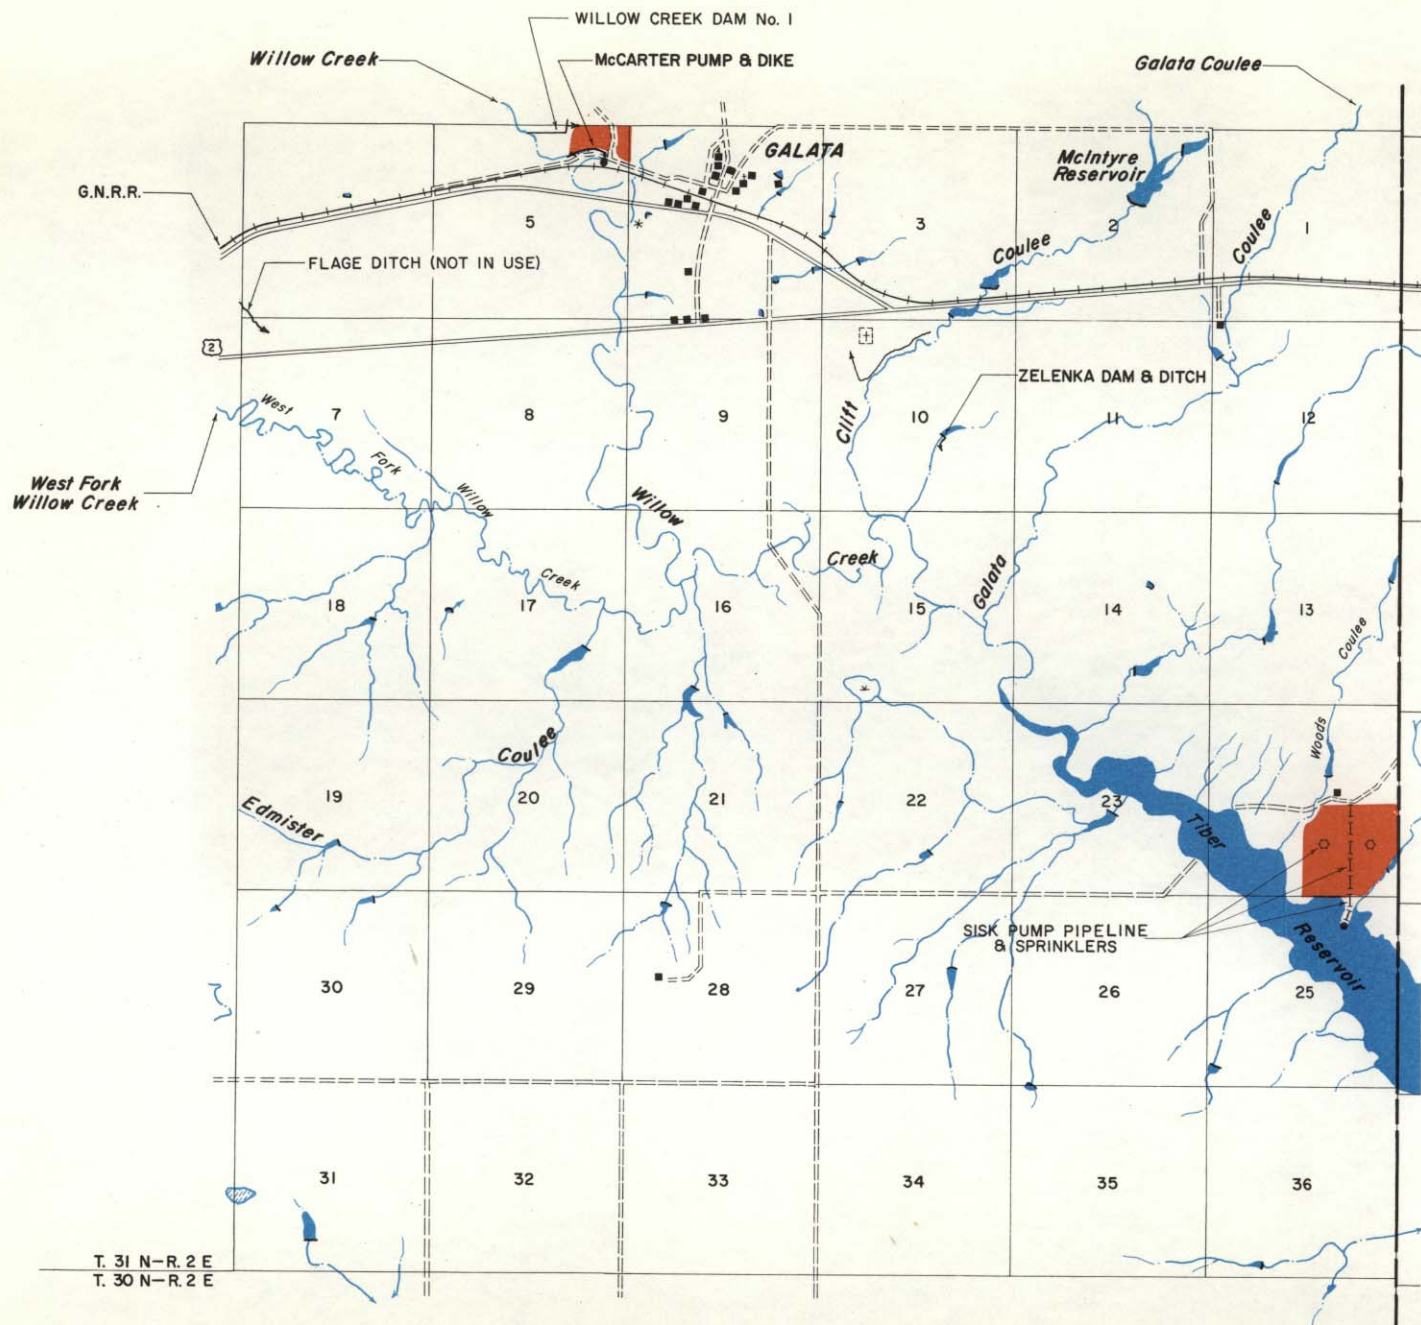 WILLOW CREEK DAM No. 1
Willow Creek
McCARTER PUMP & DIKE
Galata Coulee
GALATA
McIntyre
Reservoir
G.N.R.R.
5
3
2
1
Coulee
Coulee
FLAGE DITCH (NOT IN USE)
2
ZELENKA DAM & DITCH
West
7
8
9
Clift
10
11
12
Fork
West Fork
Willow Creek
Willow
Willow
Creek
Creek
Galata
18
17
16
15
14
13
Coulee
Woods
Coulee
19
20
21
22
23
Edmister
Tiber
SISK PUMP PIPELINE
& SPRINKLERS
Reservoir
30
29
28
27
26
25
31
32
33
34
35
36
T. 31 N–R. 2 E
T. 30 N–R. 2 E